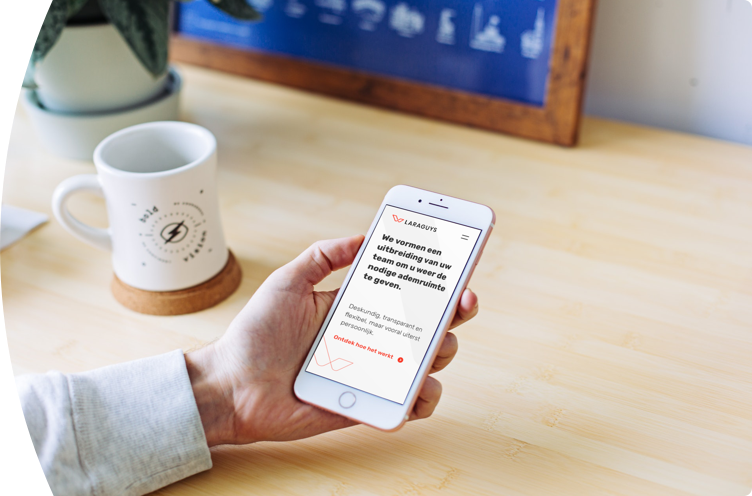 bold
vision
LARAGUYS
We vormen een
uitbreiding van uw
team om u weer de
nodige ademruimte
te geven.
Deskundig, transparant en
flexibel, maar vooral uiterst
persoonlijk.
Ontdek hoe het werkt